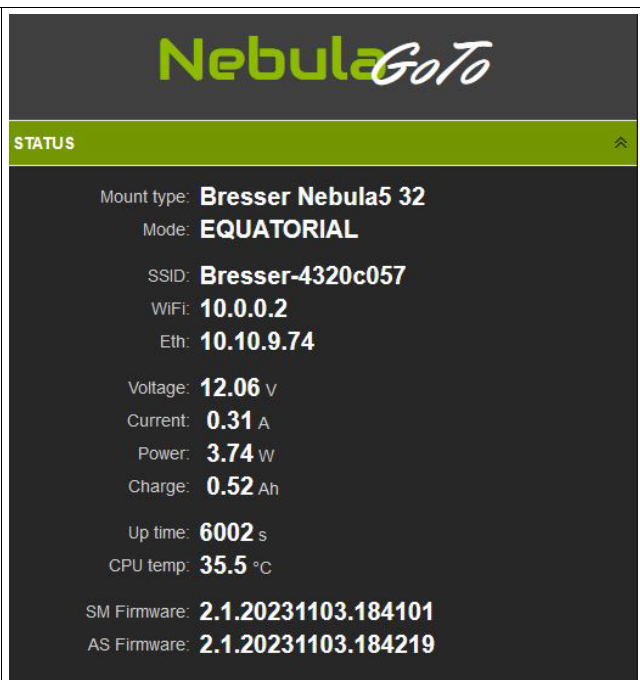 NebulaGoTo
STATUS
Mount type: Bresser Nebula5 32
Mode: EQUATORIAL
SSID: Bresser-4320c057
WiFi: 10.0.0.2
Eth: 10.10.9.74
Voltage: 12.06 V
Current: 0.31 A
Power: 3.74 W
Charge: 0.52 Ah
Up time: 6002 s
CPU temp: 35.5 °C
SM Firmware: 2.1.20231103.184101
AS Firmware: 2.1.20231103.184219